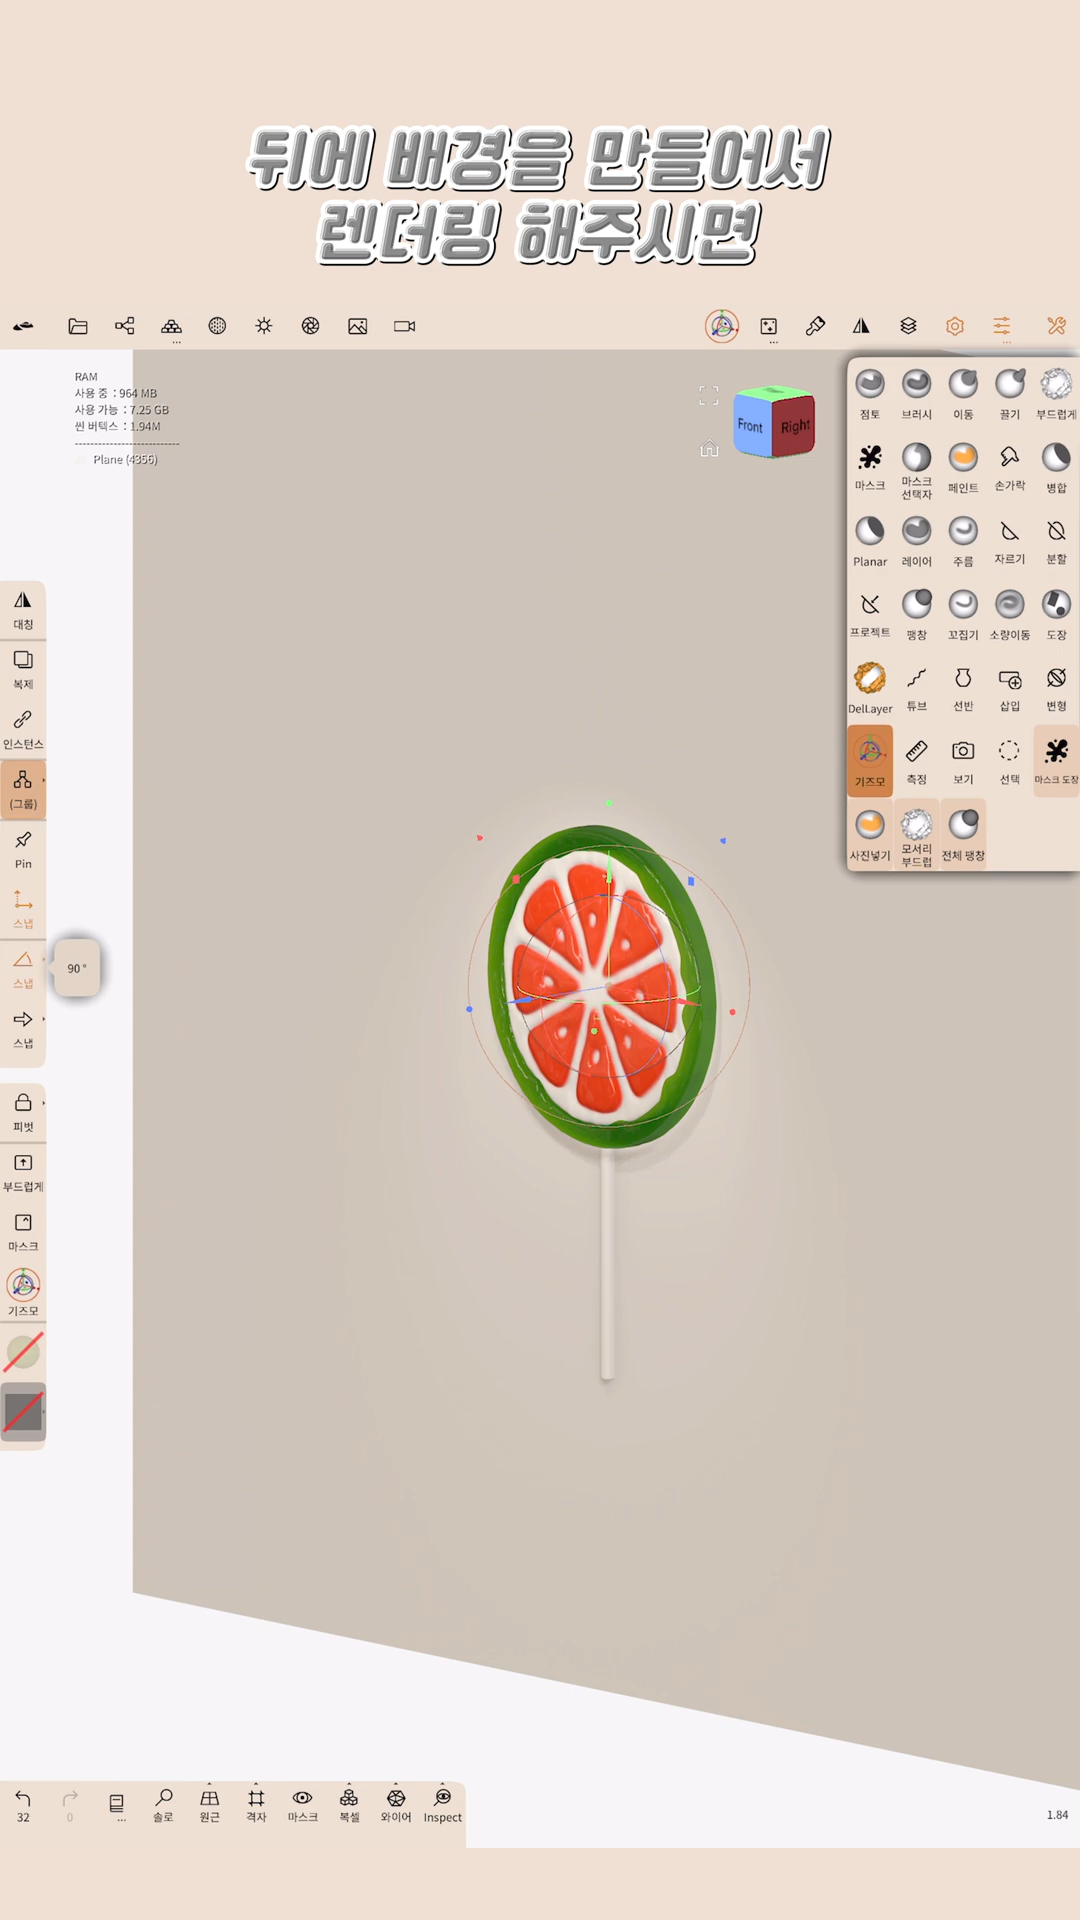 뒤에 배경을 만들어서
렌더링 해주시면
RAM
사용 중 : 964 MB
사용 가능 : 7.25 GB
씬 버텍스 : 1.94M
Plane (4356)
Front
Right
점토
브러시
이동
끌기
부드럽게
마스크
마스크
선택자
페인트
손가락
병합
Planar
레이어
주름
자르기
분할
프로젝트
팽창
꼬집기
소량이동
도장
DelLayer
튜브
선반
삽입
변형
기즈모
측정
보기
선택
마스크 도장
사진넣기
모서리
부드럽
전체 팽창
대칭
복제
인스턴스
(그룹)
Pin
스냅
스냅
90 °
스냅
피벗
부드럽게
마스크
기즈모
32
0
솔로
원근
격자
마스크
복셀
와이어
Inspect
1.84